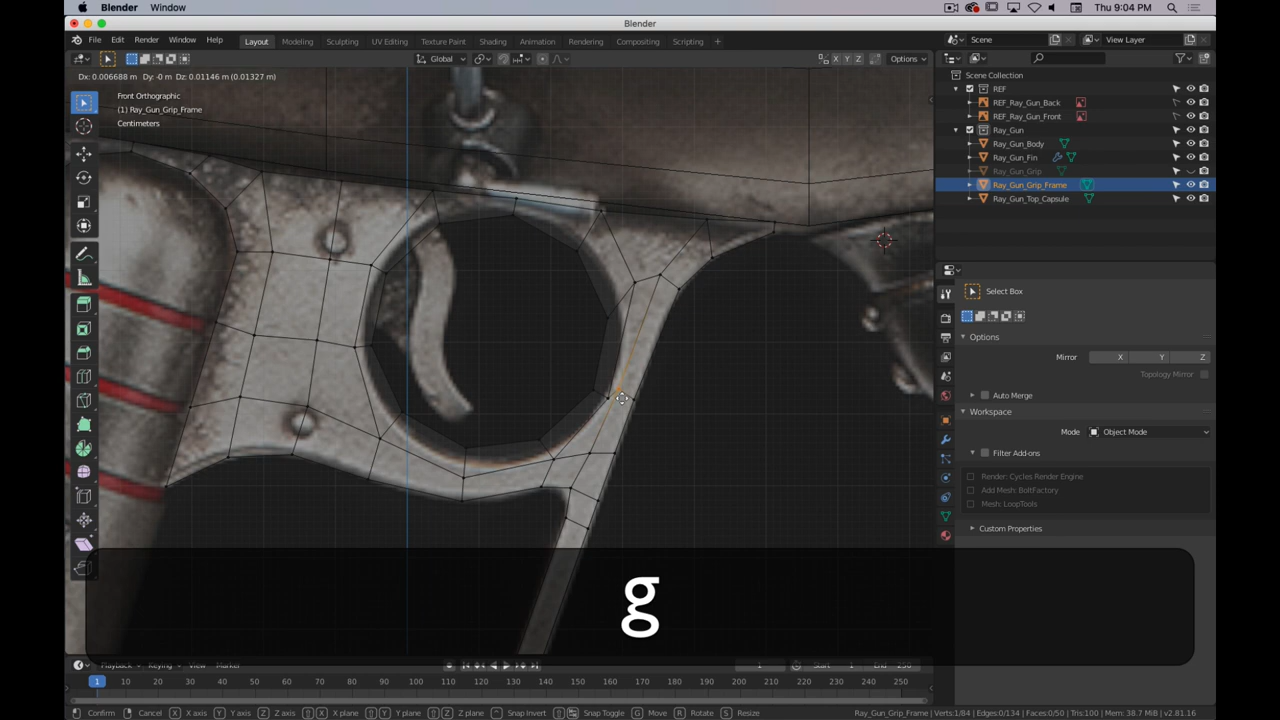 Blender Window Thu 9:04 PM
Blender
File Edit Render Window Help Layout Modeling Sculpting UV Editing Texture Paint Shading Animation Rendering Compositing Scripting + Scene View Layer
Global X Y Z Options
Dx: 0.006688 m Dy: -0 m Dz: 0.01146 m (0.01327 m)
Front Orthographic
(1) Ray_Gun_Grip_Frame
Centimeters
Scene Collection
REF
REF_Ray_Gun_Back
REF_Ray_Gun_Front
Ray_Gun
Ray_Gun_Body
Ray_Gun_Fin
Ray_Gun_Grip
Ray_Gun_Grip_Frame
Ray_Gun_Top_Capsule
Select Box
Options
Mirror X Y Z
Topology Mirror
Auto Merge
Workspace
Mode Object Mode
Filter Add-ons
Render: Cycles Render Engine
Add Mesh: BoltFactory
Mesh: LoopTools
Custom Properties
g
Playback Keying View Marker 1 Start 1 End 250
1 10 20 30 40 50 60 70 80 90 100 110 120 130 140 150 160 170 180 190 200 210 220 230 240 250
Confirm Cancel X X axis Y Y axis Z Z axis X X plane Y Y plane Z Z plane Snap Invert Snap Toggle G Move R Rotate S Resize Ray_Gun_Grip_Frame | Verts:1/84 | Edges:0/134 | Faces:0/50 | Tris:100 | Mem: 38.7 MiB | v2.81.16